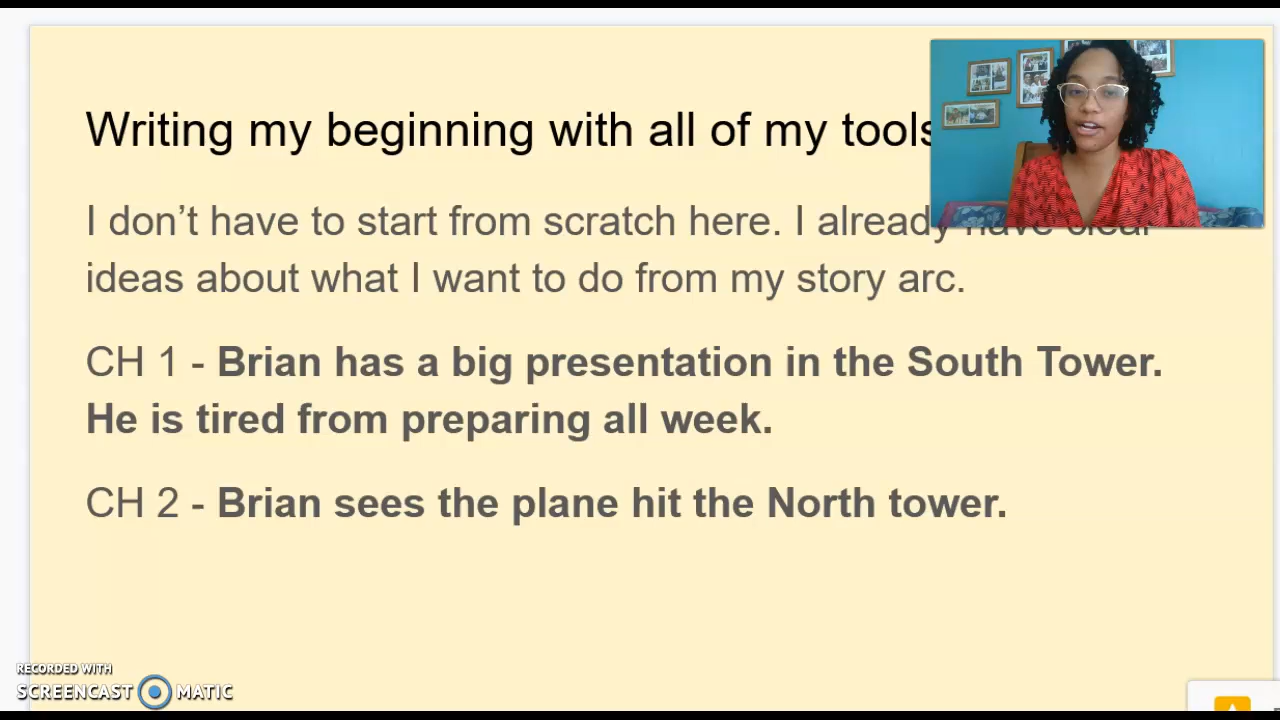 Writing my beginning with all of my tools
I don’t have to start from scratch here. I already have clear
ideas about what I want to do from my story arc.
CH 1 - Brian has a big presentation in the South Tower.
He is tired from preparing all week.
CH 2 - Brian sees the plane hit the North tower.
RECORDED WITH
SCREENCAST MATIC